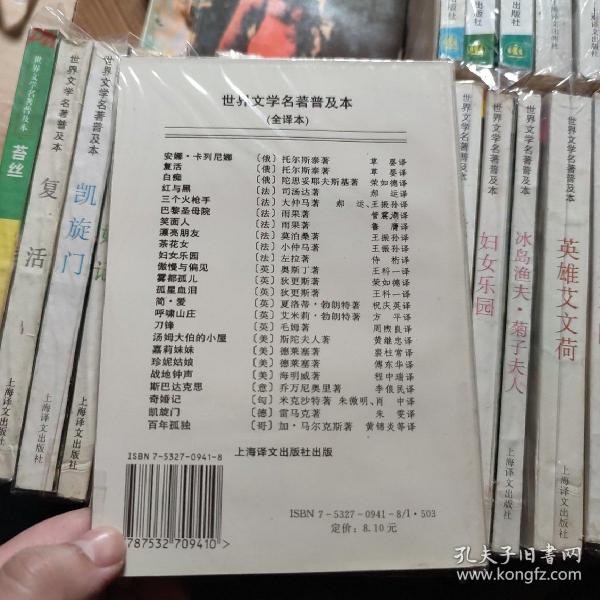 世界文学名著普及本
(全译本)
安娜·卡列尼娜 〔俄〕托尔斯泰著 草婴译
复活 〔俄〕托尔斯泰著 草婴译
白痴 〔俄〕陀思妥耶夫斯基著 荣如德译
红与黑 〔法〕司汤达著 郝运译
三个火枪手 〔法〕大仲马著 郝运、王振孙译
巴黎圣母院 〔法〕雨果著 管震湖译
笑面人 〔法〕雨果著 鲁膺译
漂亮朋友 〔法〕莫泊桑著 王振孙译
茶花女 〔法〕小仲马著 王振孙译
妇女乐园 〔法〕左拉著 侍桁译
傲慢与偏见 〔英〕奥斯丁著 王科一译
雾都孤儿 〔英〕狄更斯著 荣如德译
孤星血泪 〔英〕狄更斯著 王科一译
简·爱 〔英〕夏洛蒂·勃朗特著 祝庆英译
呼啸山庄 〔英〕艾米莉·勃朗特著 方平译
刀锋 〔英〕毛姆著 周煦良译
汤姆大伯的小屋 〔美〕斯陀夫人著 黄继忠译
嘉莉妹妹 〔美〕德莱塞著 裘柱常译
珍妮姑娘 〔美〕德莱塞著 傅东华译
战地钟声 〔美〕海明威著 程中瑞译
斯巴达克思 〔意〕乔万尼奥里著 李俍民译
奇婚记 〔匈〕米克沙特著 朱微明、肖中译
凯旋门 〔德〕雷马克著 朱雯译
百年孤独 〔哥〕加·马尔克斯著 黄锦炎等译
上海译文出版社出版
ISBN 7-5327-0941-8
787532709410>
ISBN 7-5327-0941-8/I·503
定价：8.10元
世界文学名著普及本
苔丝
上海译文出版社
世界文学名著普及本
复活
上海译文出版社
世界文学名著普及本
凯旋门
上海译文出版社
世界文学名著普及本
妇女乐园
上海译文出版社
世界文学名著普及本
冰岛渔夫·菊子夫人
上海译文出版社
世界文学名著普及本
英雄艾文荷
上海译文出版社
孔夫子旧书网
www.kongfz.com